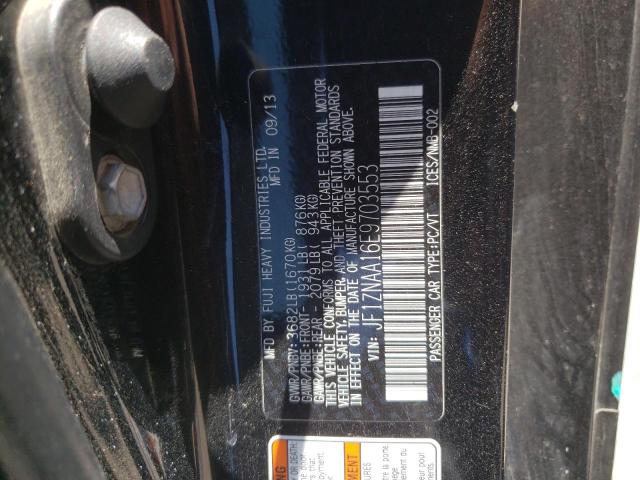 MFD BY FUJI HEAVY INDUSTRIES LTD. MFD IN 09/13
GVWR/PNBV:3682LB(1670KG)
GAWR/PNBE:FRONT- 1931LB( 876KG)
GAWR/PNBE:REAR - 2079LB( 943KG)
THIS VEHICLE CONFORMS TO ALL APPLICABLE FEDERAL MOTOR
VEHICLE SAFETY,BUMPER,AND THEFT PREVENTION STANDARDS
IN EFFECT ON THE DATE OF MANUFACTURE SHOWN ABOVE.
VIN: JF1ZNAA16E9703553
PASSENGER CAR TYPE:PC/VT ICES/NMB-002